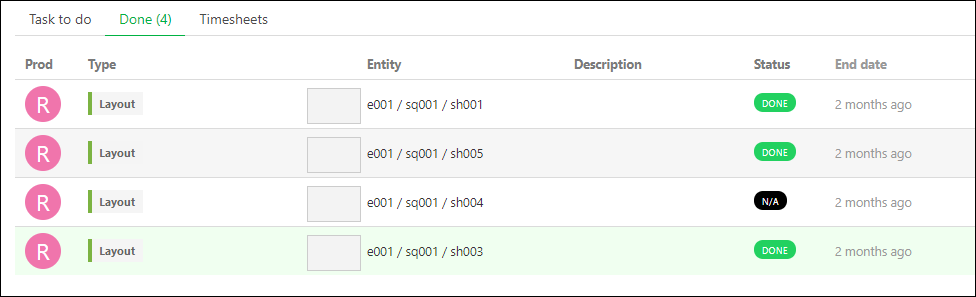 Task to do Done (4) Timesheets
Prod Type Entity Description Status End date
R Layout e001 / sq001 / sh001 DONE 2 months ago
R Layout e001 / sq001 / sh005 DONE 2 months ago
R Layout e001 / sq001 / sh004 N/A 2 months ago
R Layout e001 / sq001 / sh003 DONE 2 months ago